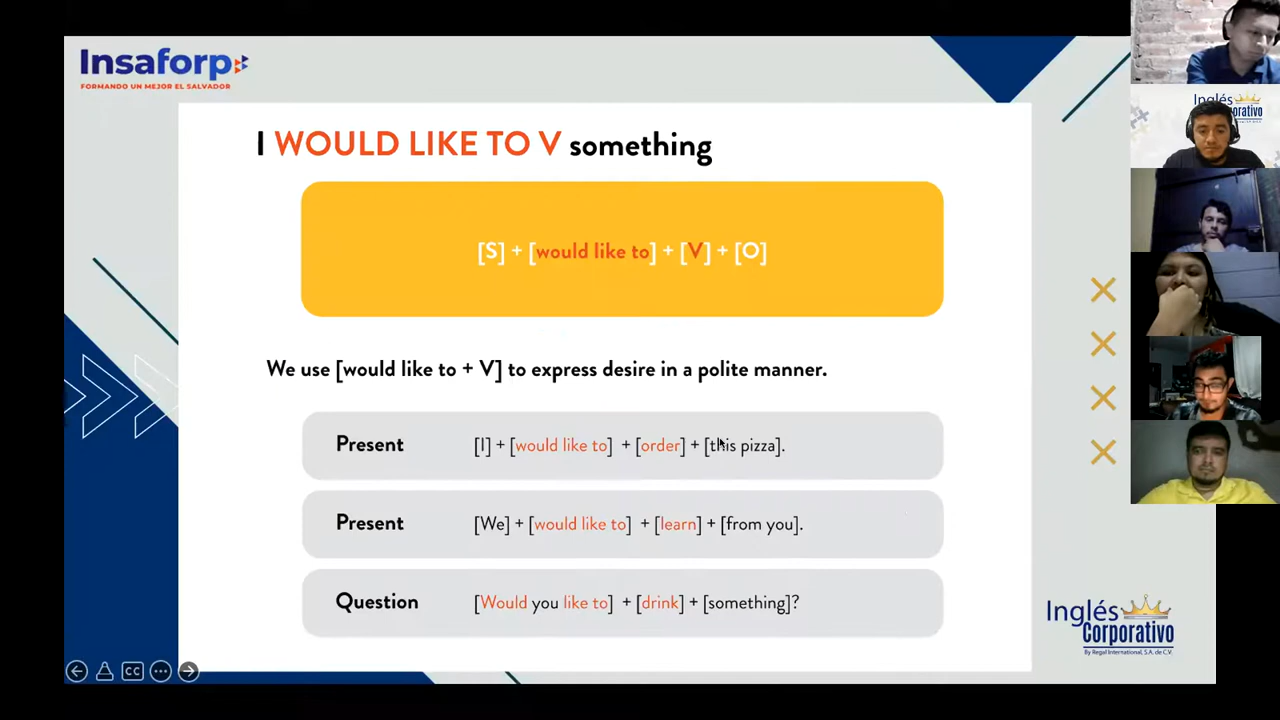 Insaforp
FORMANDO UN MEJOR EL SALVADOR
I WOULD LIKE TO V something
[S] + [would like to] + [V] + [O]
We use [would like to + V] to express desire in a polite manner.
Present [I] + [would like to] + [order] + [this pizza].
Present [We] + [would like to] + [learn] + [from you].
Question [Would you like to] + [drink] + [something]?
CC
Inglés
Corporativo
By Regal International, S.A. de C.V.
Inglés